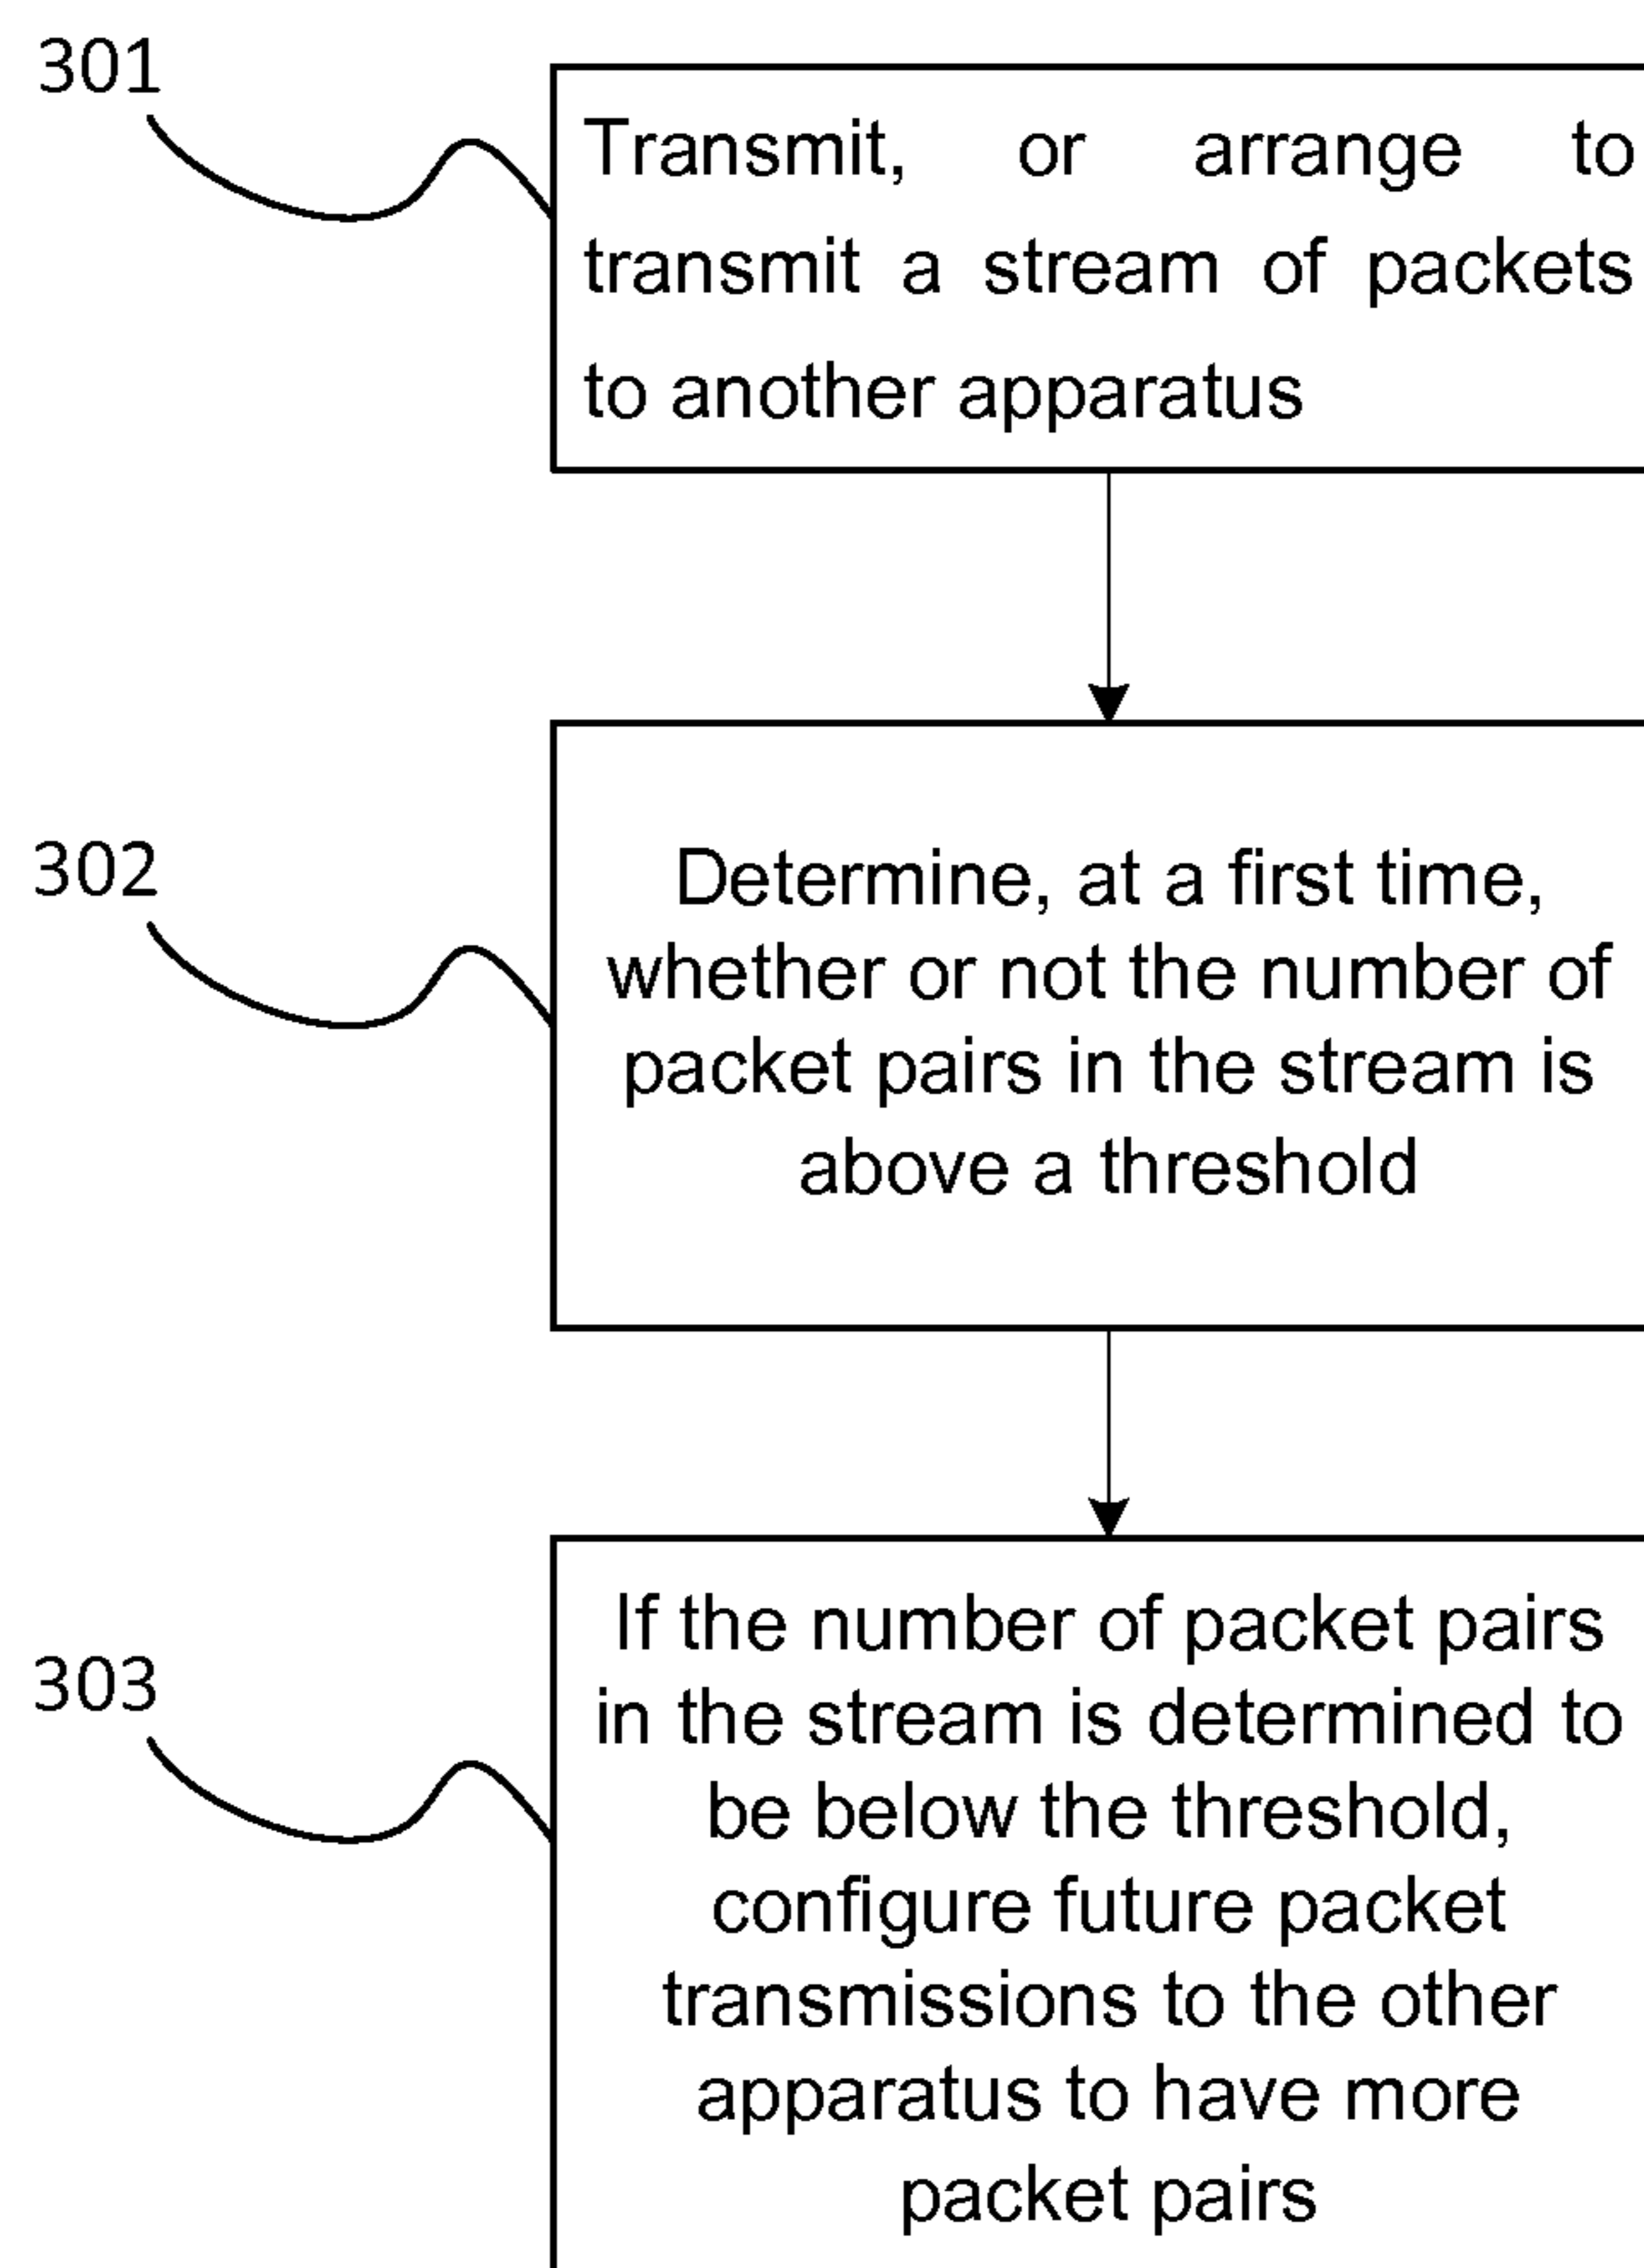 301
Transmit, or arrange to
transmit a stream of packets
to another apparatus
302
Determine, at a first time,
whether or not the number of
packet pairs in the stream is
above a threshold
303
If the number of packet pairs
in the stream is determined to
be below the threshold,
configure future packet
transmissions to the other
apparatus to have more
packet pairs